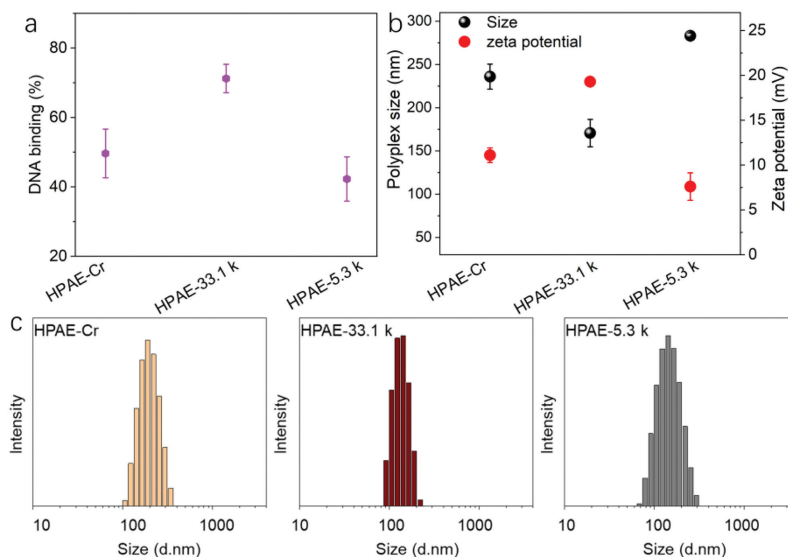 a
80
60
40
20
DNA binding (%)
HPAE-Cr
HPAE-33.1 k
HPAE-5.3 k
b
Size
zeta potential
300
250
200
150
100
50
Polyplex size (nm)
25
20
15
10
5
0
Zeta potential (mV)
HPAE-Cr
HPAE-33.1 k
HPAE-5.3 k
c
HPAE-Cr
Intensity
10 100 1000
Size (d.nm)
HPAE-33.1 k
Intensity
10 100 1000
Size (d.nm)
HPAE-5.3 k
Intensity
10 100 1000
Size (d.nm)